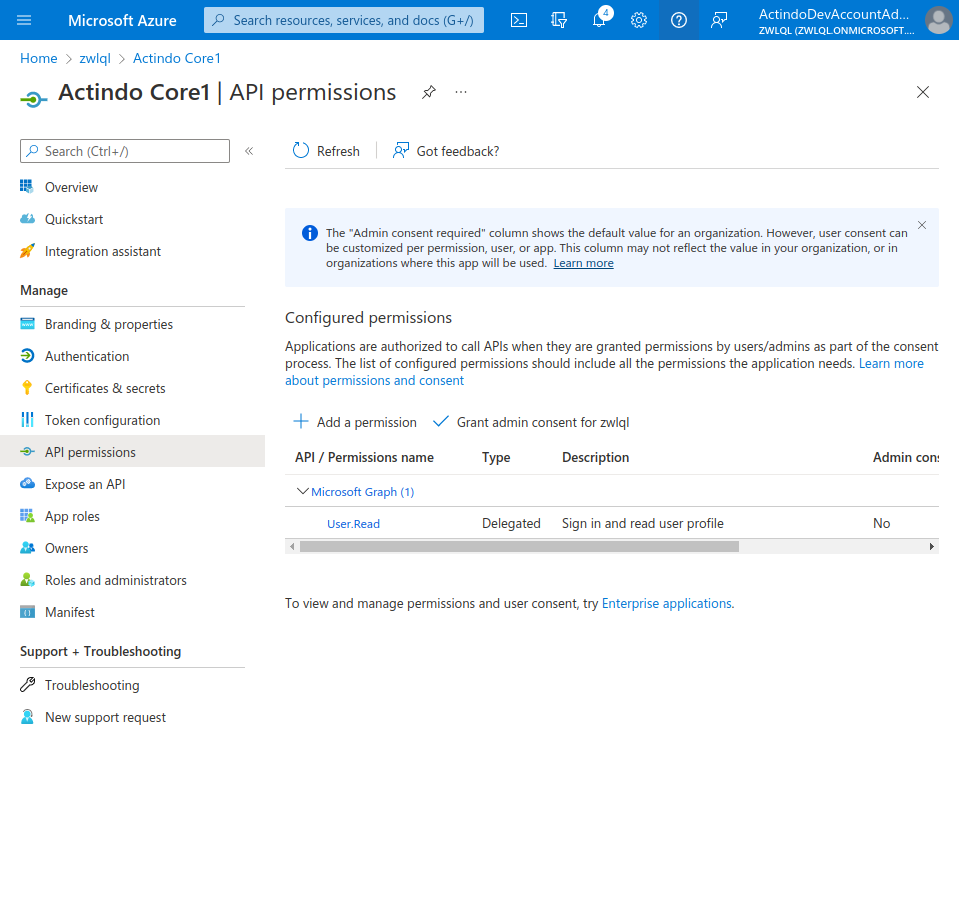 Microsoft Azure
Search resources, services, and docs (G+/)
4
ActindoDevAccountAd...
ZWLQL (ZWLQL.ONMICROSOFT....
Home > zwlql > Actindo Core1
Actindo Core1 | API permissions
...
Search (Ctrl+/)
«
Refresh
Got feedback?
Overview
Quickstart
Integration assistant
Manage
Branding & properties
Authentication
Certificates & secrets
Token configuration
API permissions
Expose an API
App roles
Owners
Roles and administrators
Manifest
Support + Troubleshooting
Troubleshooting
New support request
The "Admin consent required" column shows the default value for an organization. However, user consent can
be customized per permission, user, or app. This column may not reflect the value in your organization, or in
organizations where this app will be used. Learn more
Configured permissions
Applications are authorized to call APIs when they are granted permissions by users/admins as part of the consent
process. The list of configured permissions should include all the permissions the application needs. Learn more
about permissions and consent
Add a permission
Grant admin consent for zwlql
API / Permissions name Type Description Admin cons
Microsoft Graph (1)
User.Read Delegated Sign in and read user profile No
To view and manage permissions and user consent, try Enterprise applications.